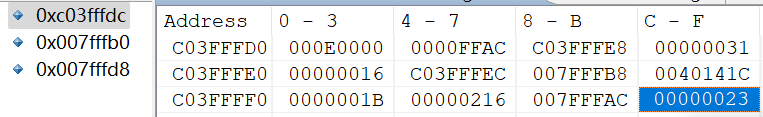 0xc03fffdc
0x007fffb0
0x007fffd8
Address 0 - 3 4 - 7 8 - B C - F
C03FFFD0 000E0000 0000FFAC C03FFFE8 00000031
C03FFFE0 00000016 C03FFFEC 007FFFB8 0040141C
C03FFFF0 0000001B 00000216 007FFFAC 00000023